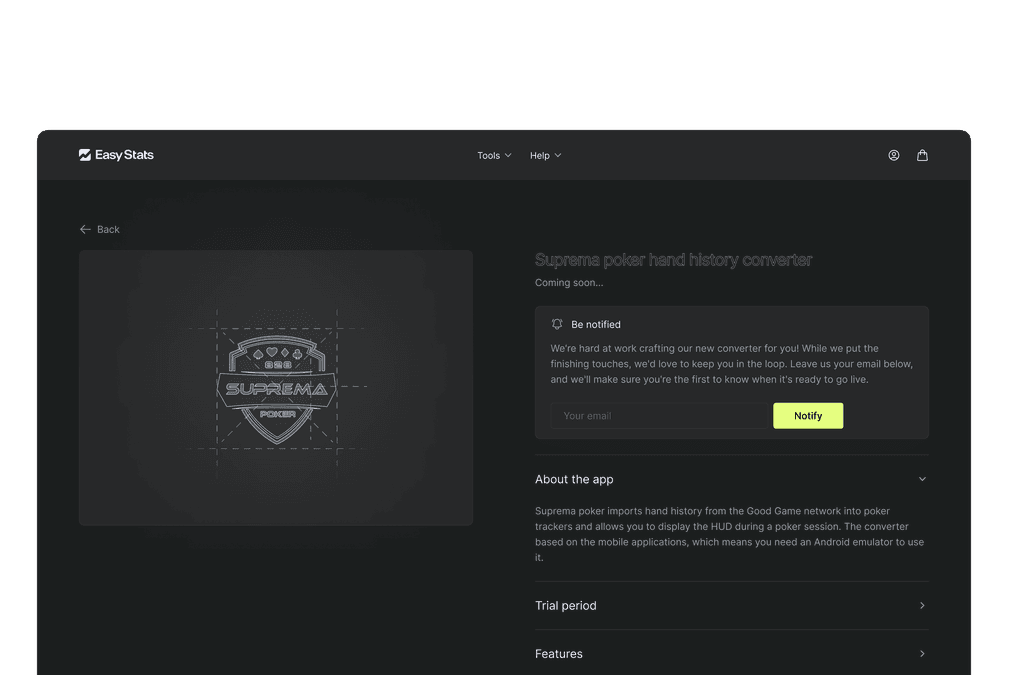 EasyStats
Tools
Help
Back
828
SUPREMA
POKER
Suprema poker hand history converter
Coming soon...
Be notified
We're hard at work crafting our new converter for you! While we put the
finishing touches, we'd love to keep you in the loop. Leave us your email below,
and we'll make sure you're the first to know when it's ready to go live.
Your email
Notify
About the app
Suprema poker imports hand history from the Good Game network into poker
trackers and allows you to display the HUD during a poker session. The converter
based on the mobile applications, which means you need an Android emulator to use
it.
Trial period
Features